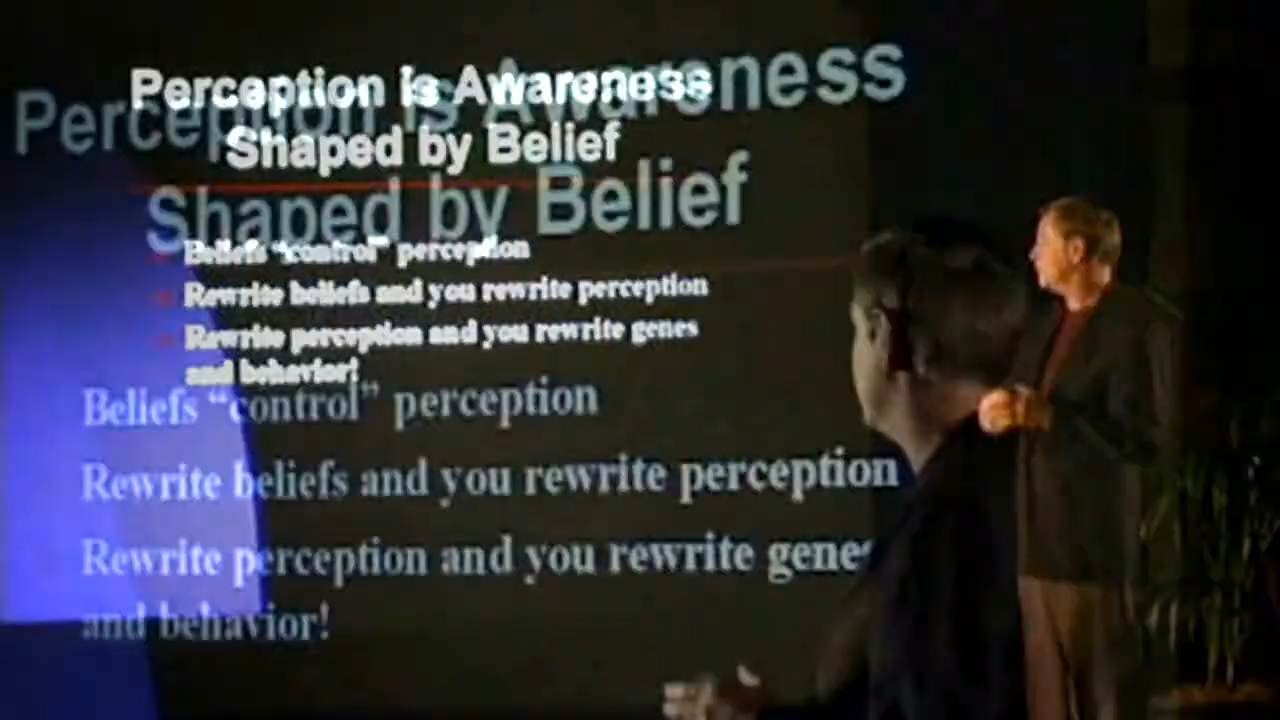 Perception is Awareness
Shaped by Belief
Beliefs “control” perception
Rewrite beliefs and you rewrite perception
Rewrite perception and you rewrite genes
and behavior!
Perception is Awareness
Shaped by Belief
Beliefs “control” perception
Rewrite beliefs and you rewrite perception
Rewrite perception and you rewrite genes
and behavior!